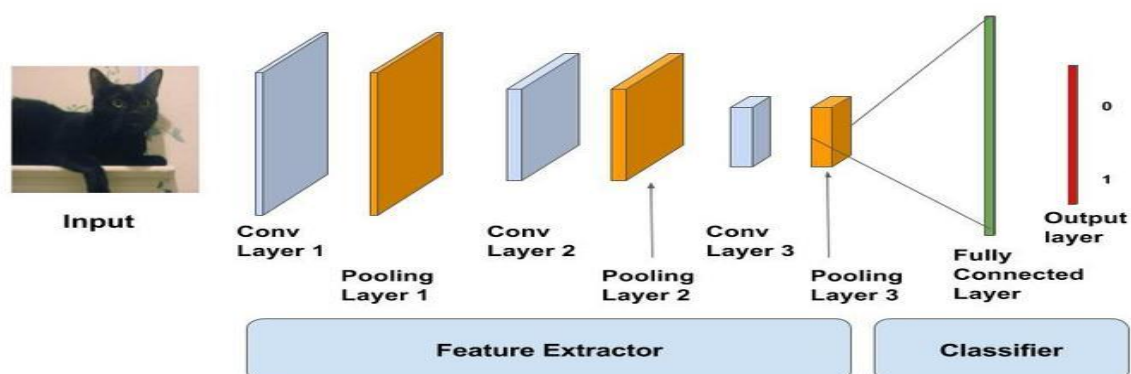 Input
Conv
Layer 1
Pooling
Layer 1
Conv
Layer 2
Pooling
Layer 2
Conv
Layer 3
Pooling
Layer 3
Fully
Connected
Layer
0
1
Output
layer
Feature Extractor
Classifier